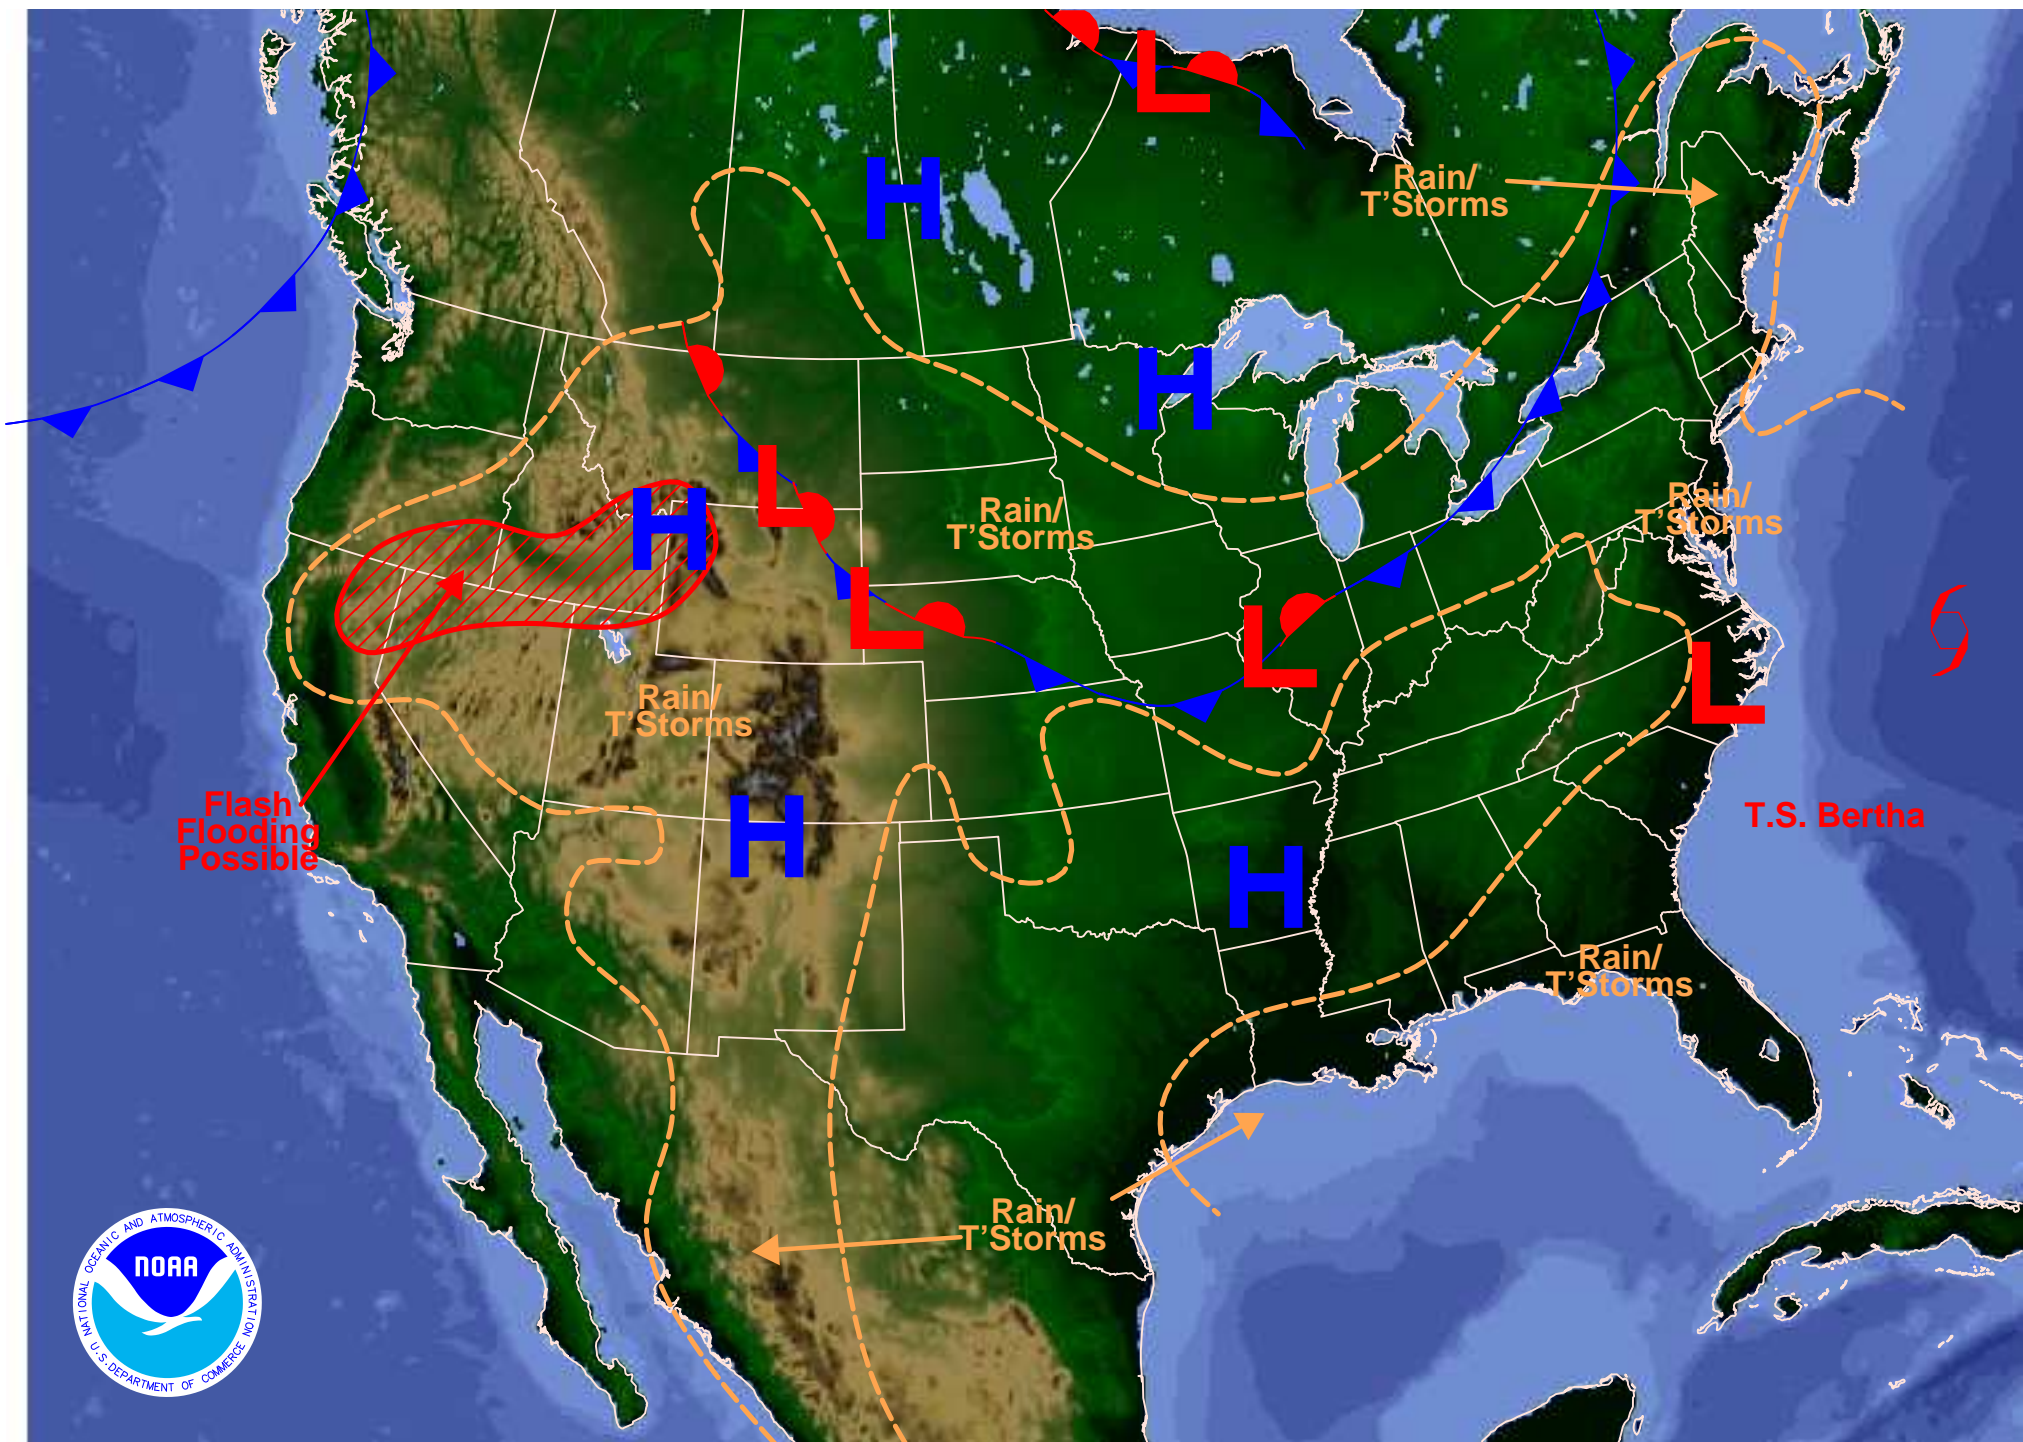 L
H
Rain/
T'Storms
H
L
H
Rain/
T'Storms
Rain/
T'Storms
L
L
L
Rain/
T'Storms
Flash
Flooding
Possible
T.S. Bertha
H
H
Rain/
T'Storms
Rain/
T'Storms
NATIONAL OCEANIC AND ATMOSPHERIC ADMINISTRATION
NOAA
U.S. DEPARTMENT OF COMMERCE